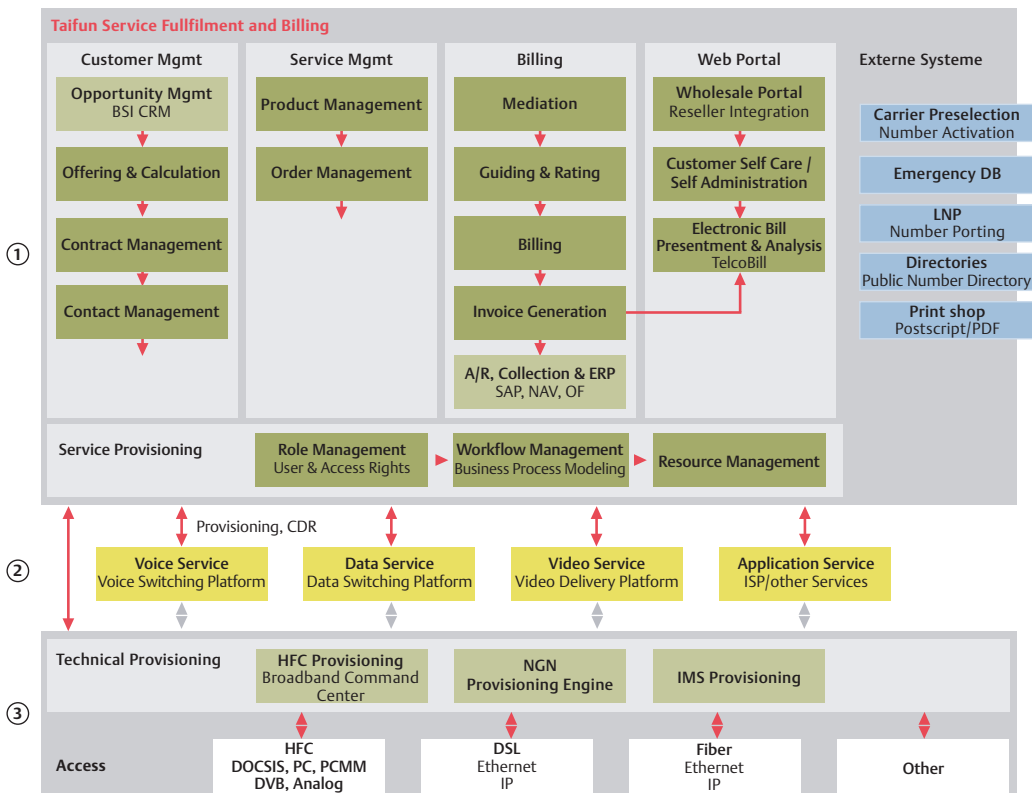 Taifun Service Fullfilment and Billing
Customer Mgmt
Opportunity Mgmt
BSI CRM
Offering & Calculation
Contract Management
Contact Management
Service Mgmt
Product Management
Order Management
Billing
Mediation
Guiding & Rating
Billing
Invoice Generation
A/R, Collection & ERP
SAP, NAV, OF
Web Portal
Wholesale Portal
Reseller Integration
Customer Self Care /
Self Administration
Electronic Bill
Presentment & Analysis
TelcoBill
Externe Systeme
Carrier Preselection
Number Activation
Emergency DB
LNP
Number Porting
Directories
Public Number Directory
Print shop
Postscript/PDF
1
Service Provisioning
Role Management
User & Access Rights
Workflow Management
Business Process Modeling
Resource Management
Provisioning, CDR
2
Voice Service
Voice Switching Platform
Data Service
Data Switching Platform
Video Service
Video Delivery Platform
Application Service
ISP/other Services
3
Technical Provisioning
HFC Provisioning
Broadband Command
Center
NGN
Provisioning Engine
IMS Provisioning
Access
HFC
DOCSIS, PC, PCMM
DVB, Analog
DSL
Ethernet
IP
Fiber
Ethernet
IP
Other